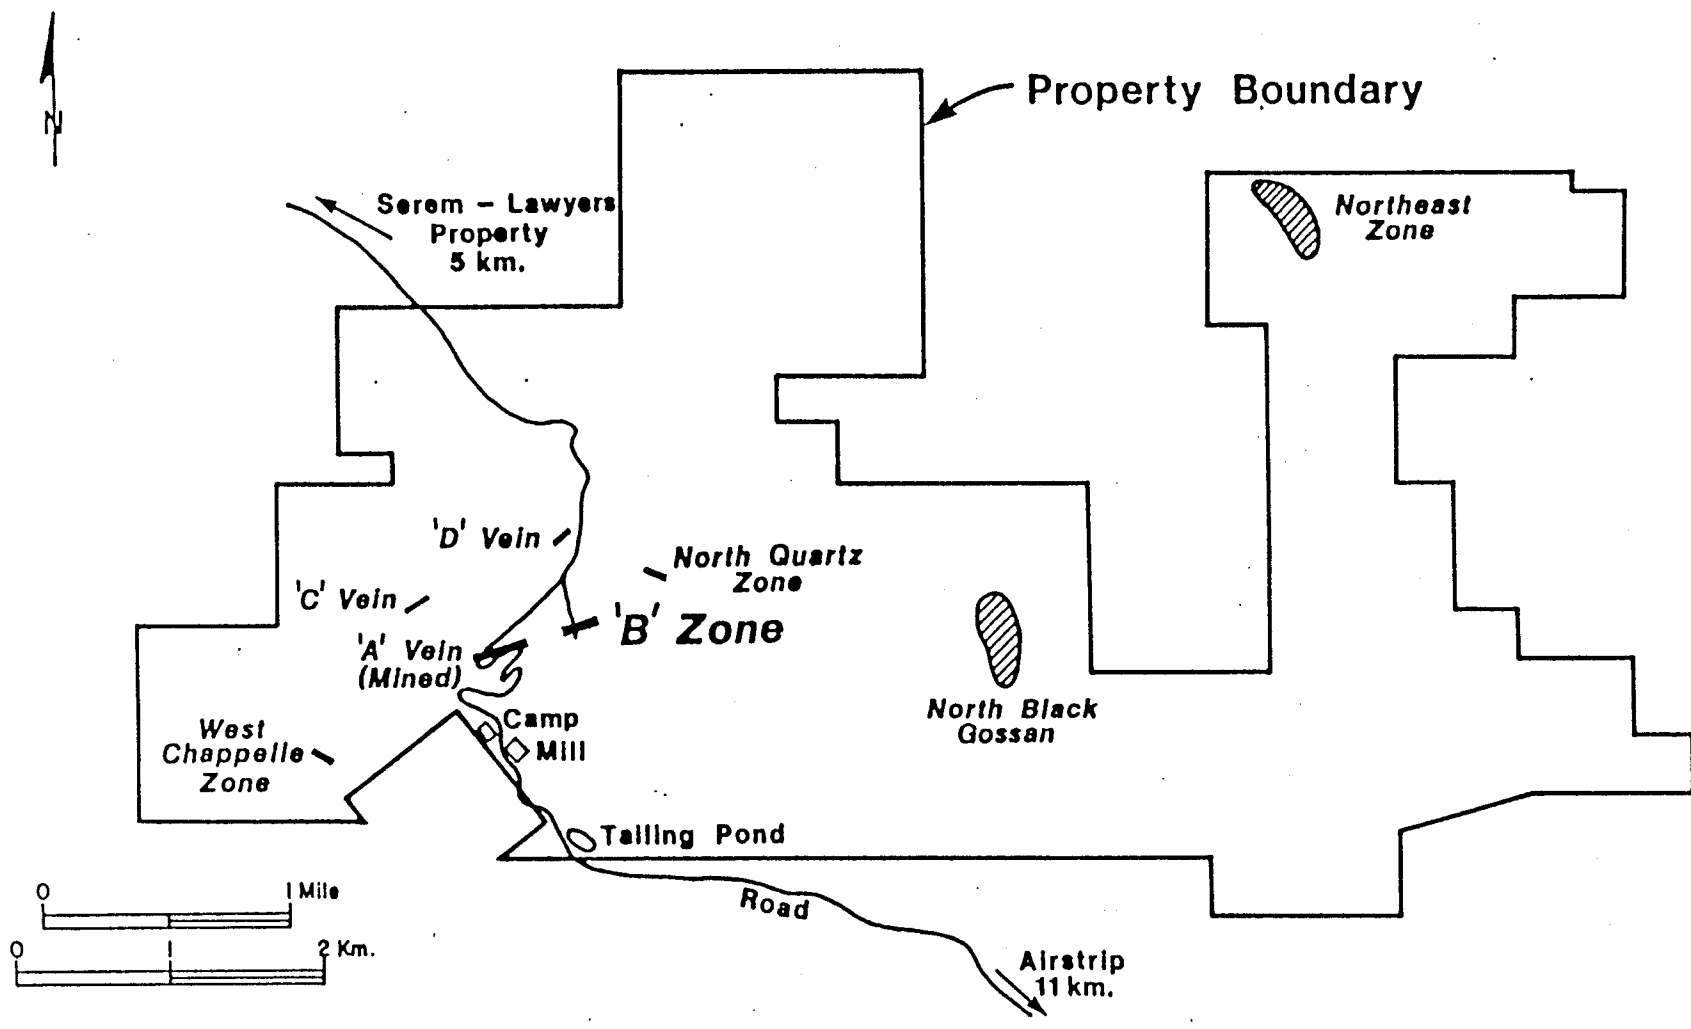 N
Property Boundary
Serem - Lawyers
Property
5 km.
Northeast
Zone
'D' Vein
North Quartz
Zone
'C' Vein
'B' Zone
'A' Vein
(Mined)
North Black
Gossan
Camp
Mill
West
Chappelle
Zone
Tailing Pond
0 1 Mile
Road
0 1 2 Km.
Airstrip
11 km.